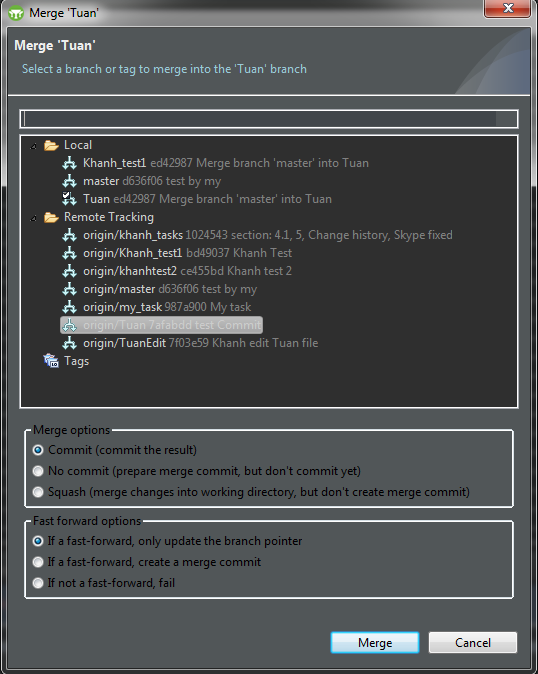 Merge 'Tuan'
Merge 'Tuan'
Select a branch or tag to merge into the 'Tuan' branch
Local
Khanh_test1 ed42987 Merge branch 'master' into Tuan
master d636f06 test by my
Tuan ed42987 Merge branch 'master' into Tuan
Remote Tracking
origin/khanh_tasks 1024543 section: 4.1, 5, Change history, Skype fixed
origin/Khanh_test1 bd49037 Khanh Test
origin/khanhtest2 ce455bd Khanh test 2
origin/master d636f06 test by my
origin/my_task 987a900 My task
origin/Tuan 7afabdd test Commit
origin/TuanEdit 7f03e59 Khanh edit Tuan file
Tags
Merge options
Commit (commit the result)
No commit (prepare merge commit, but don't commit yet)
Squash (merge changes into working directory, but don't create merge commit)
Fast forward options
If a fast-forward, only update the branch pointer
If a fast-forward, create a merge commit
If not a fast-forward, fail
Merge Cancel